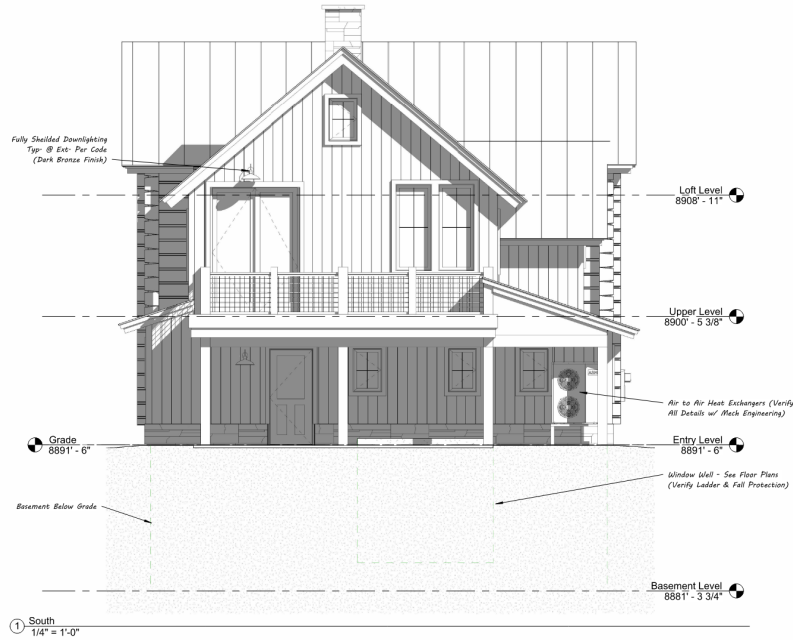 Fully Sheilded Downlighting
Typ. @ Ext. Per Code
(Dark Bronze Finish)
Loft Level
8908' - 11"
Upper Level
8900' - 5 3/8"
Air to Air Heat Exchangers (Verify
All Details w/ Mech Engineering)
Grade
8891' - 6"
Entry Level
8891' - 6"
Window Well - See Floor Plans
(Verify Ladder & Fall Protection)
Basement Below Grade
Basement Level
8881' - 3 3/4"
1 South
1/4" = 1'-0"